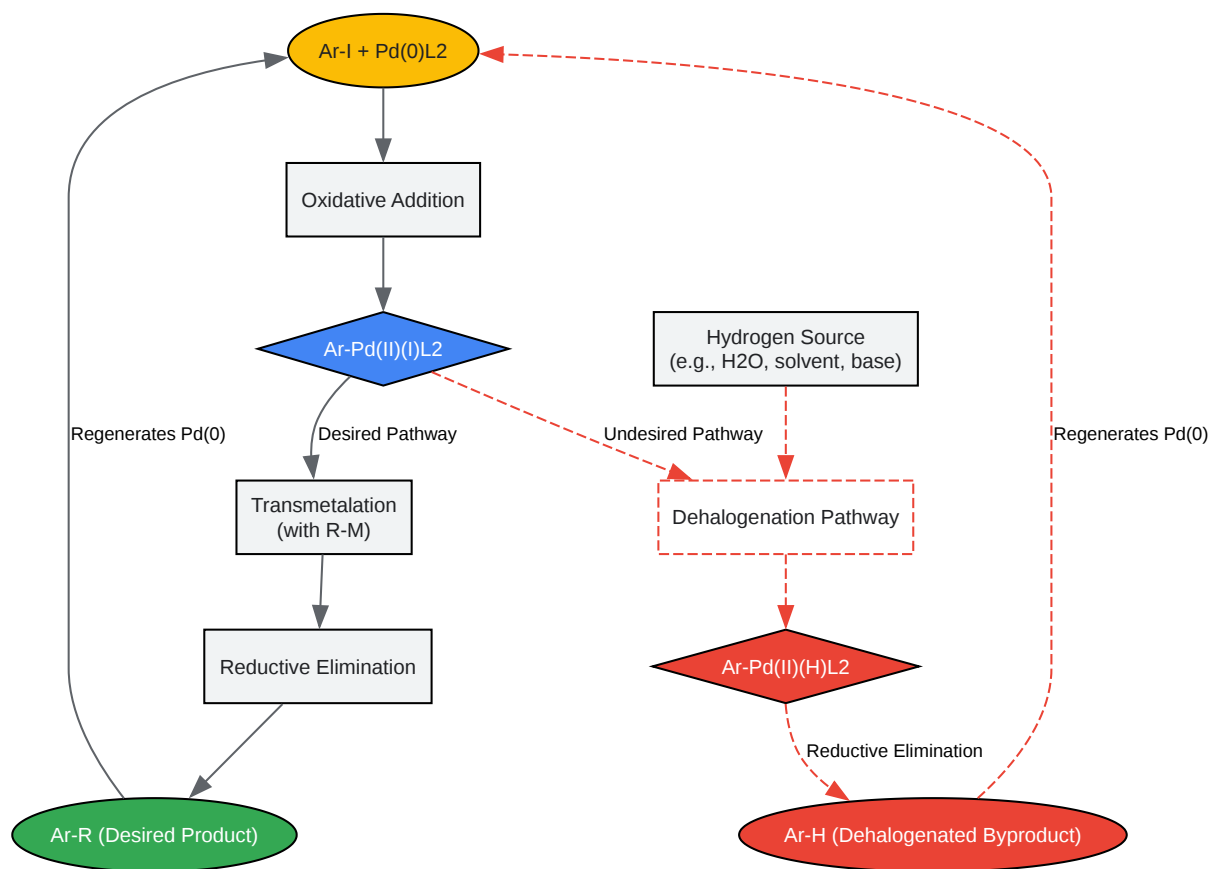 Ar-I + Pd(0)L2
Oxidative Addition
Ar-Pd(II)(I)L2
Hydrogen Source
(e.g., H2O, solvent, base)
Regenerates Pd(0)
Desired Pathway
Undesired Pathway
Regenerates Pd(0)
Transmetalation
(with R-M)
Dehalogenation Pathway
Reductive Elimination
Ar-Pd(II)(H)L2
Reductive Elimination
Ar-R (Desired Product)
Ar-H (Dehalogenated Byproduct)